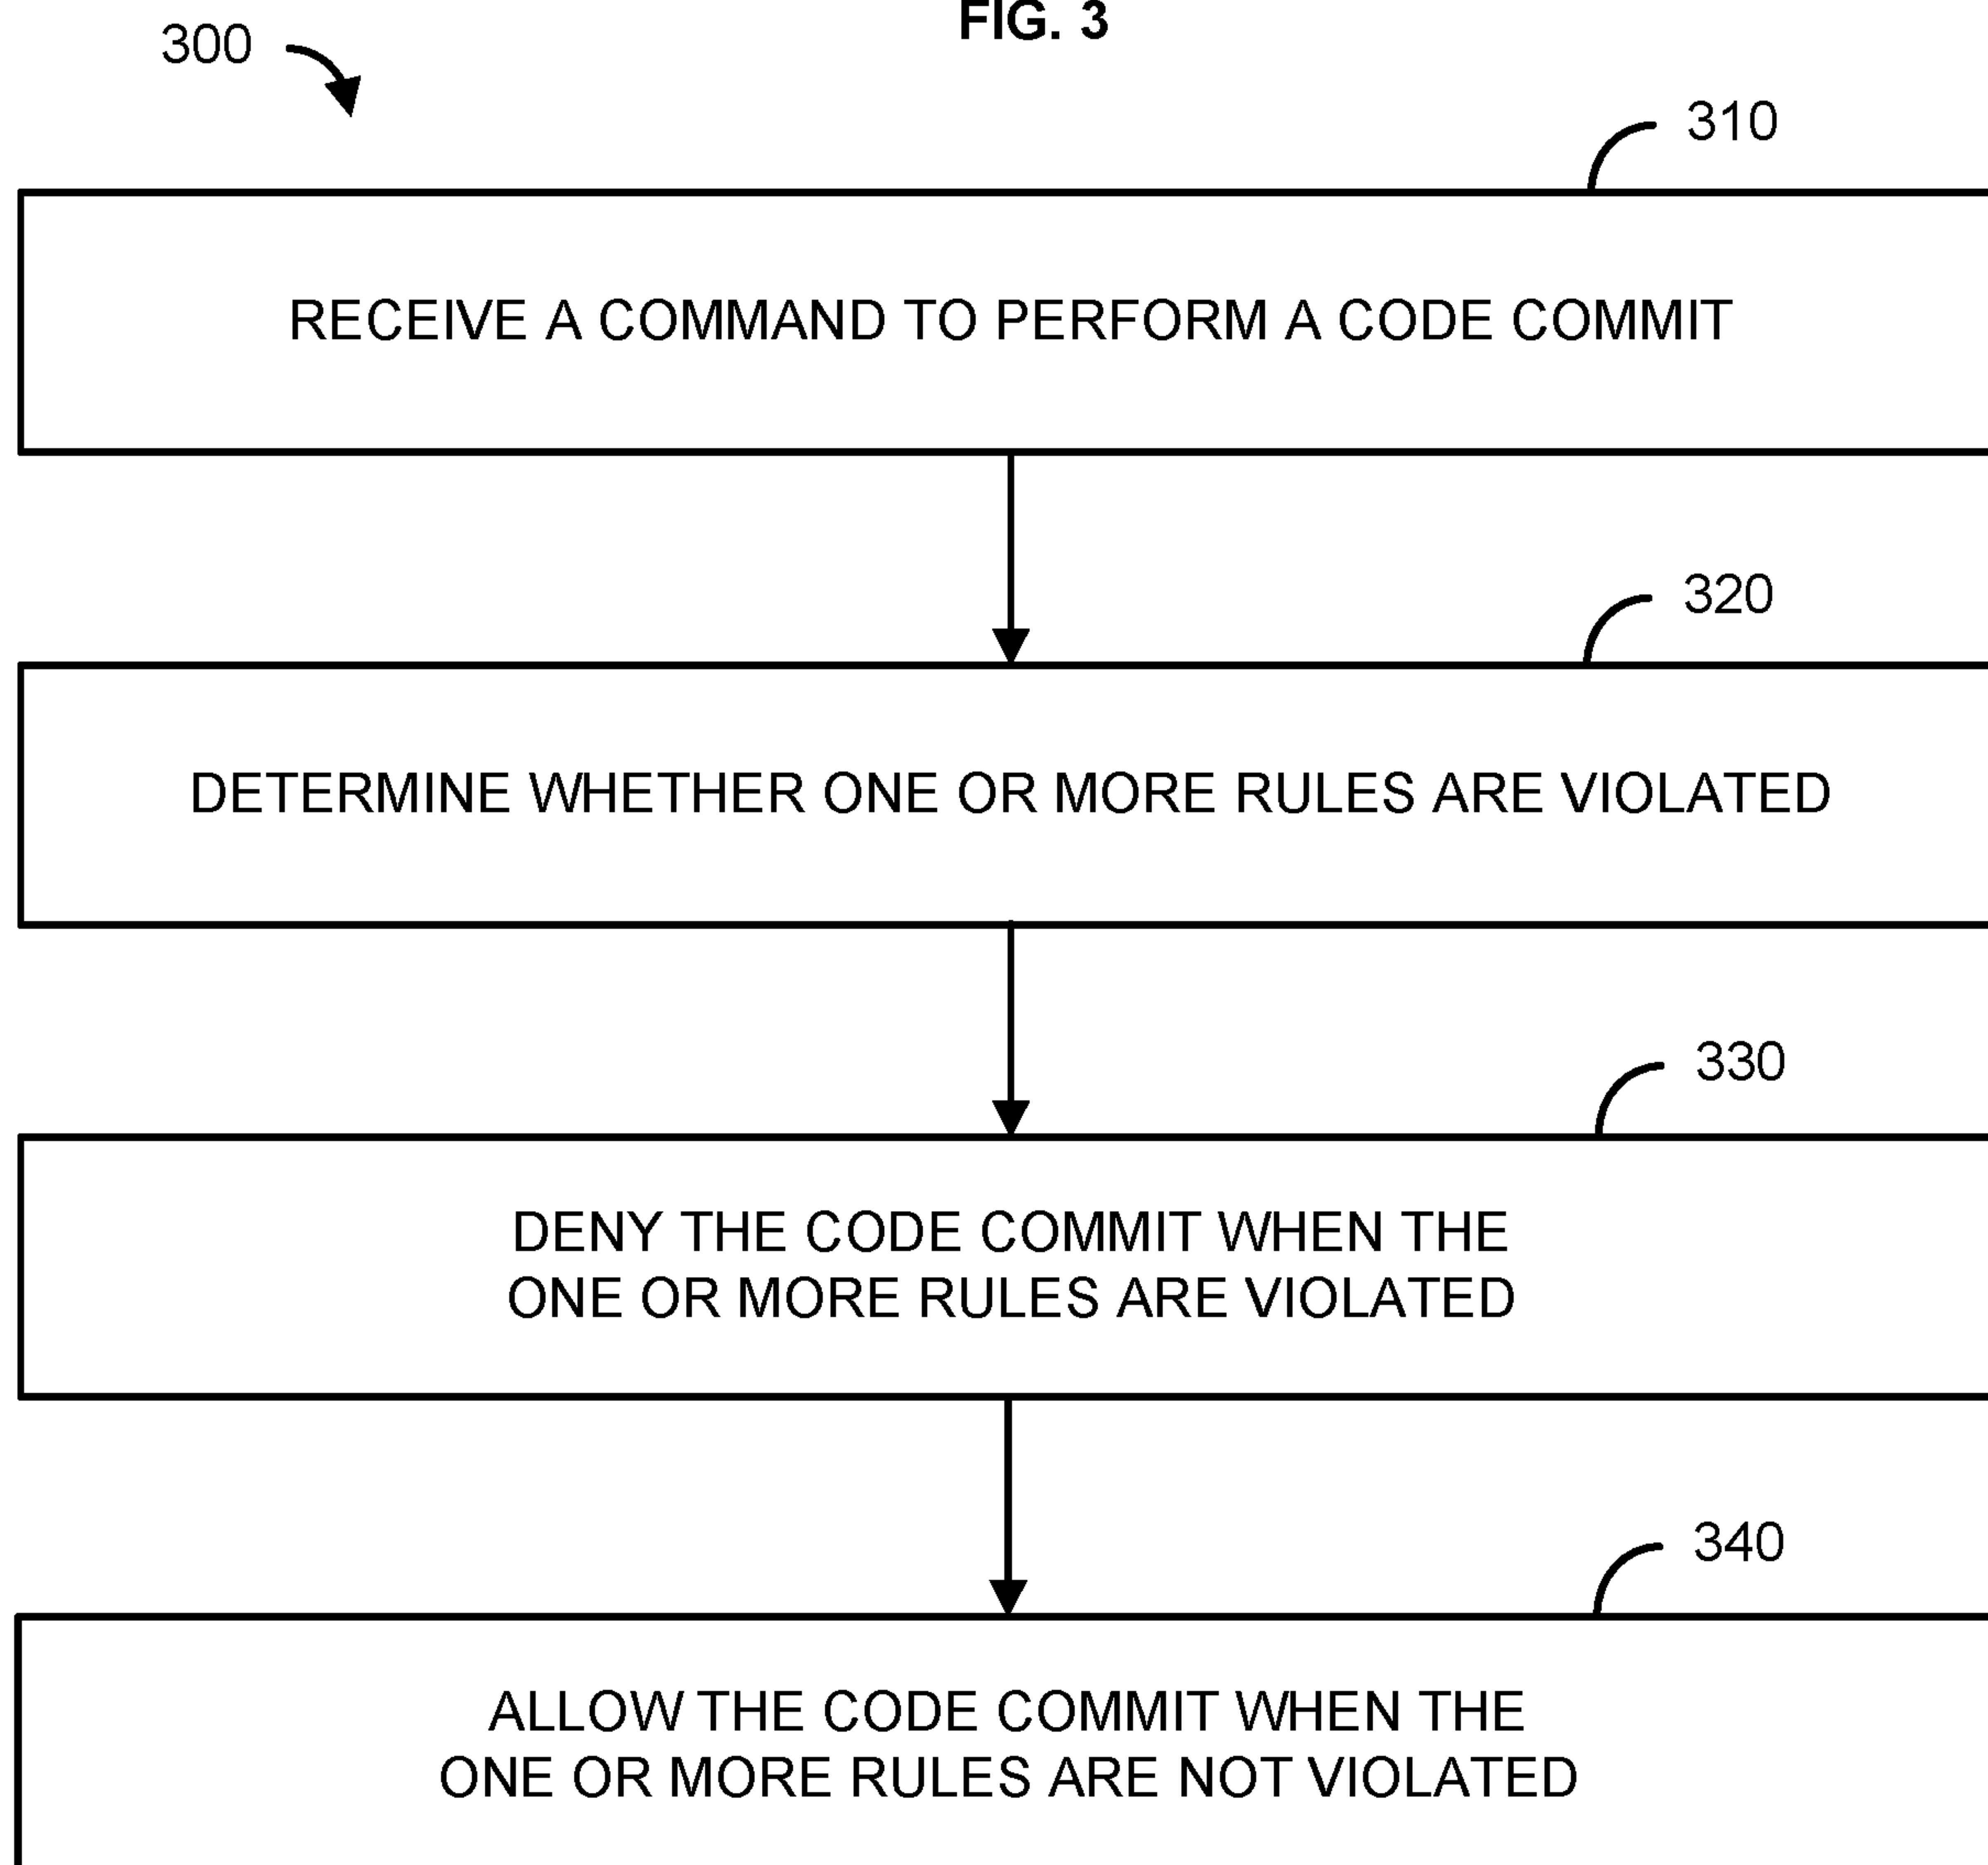 FIG. 3
300
310
RECEIVE A COMMAND TO PERFORM A CODE COMMIT
320
DETERMINE WHETHER ONE OR MORE RULES ARE VIOLATED
330
DENY THE CODE COMMIT WHEN THE
ONE OR MORE RULES ARE VIOLATED
340
ALLOW THE CODE COMMIT WHEN THE
ONE OR MORE RULES ARE NOT VIOLATED